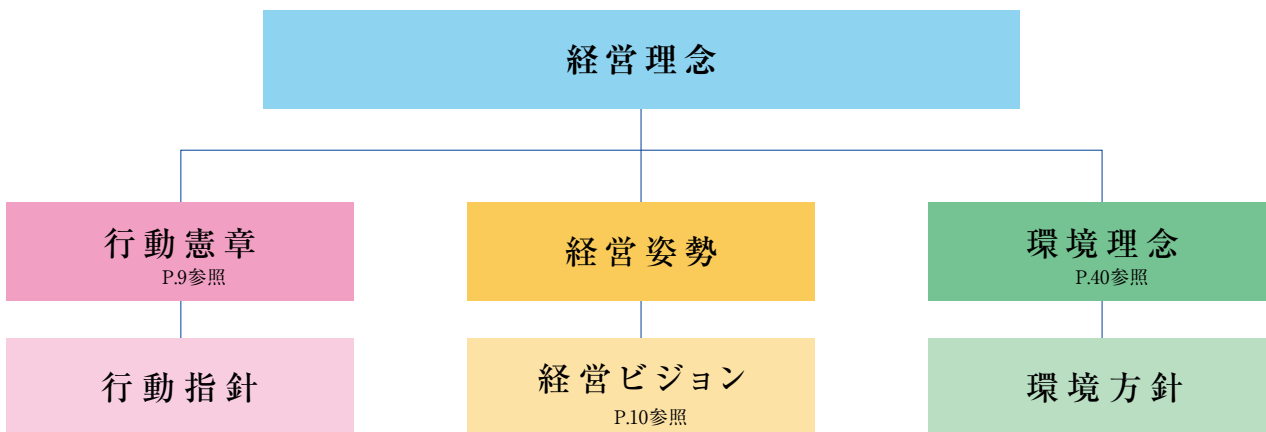 経営理念
行動憲章
P.9参照
経営姿勢
環境理念
P.40参照
行動指針
経営ビジョン
P.10参照
環境方針